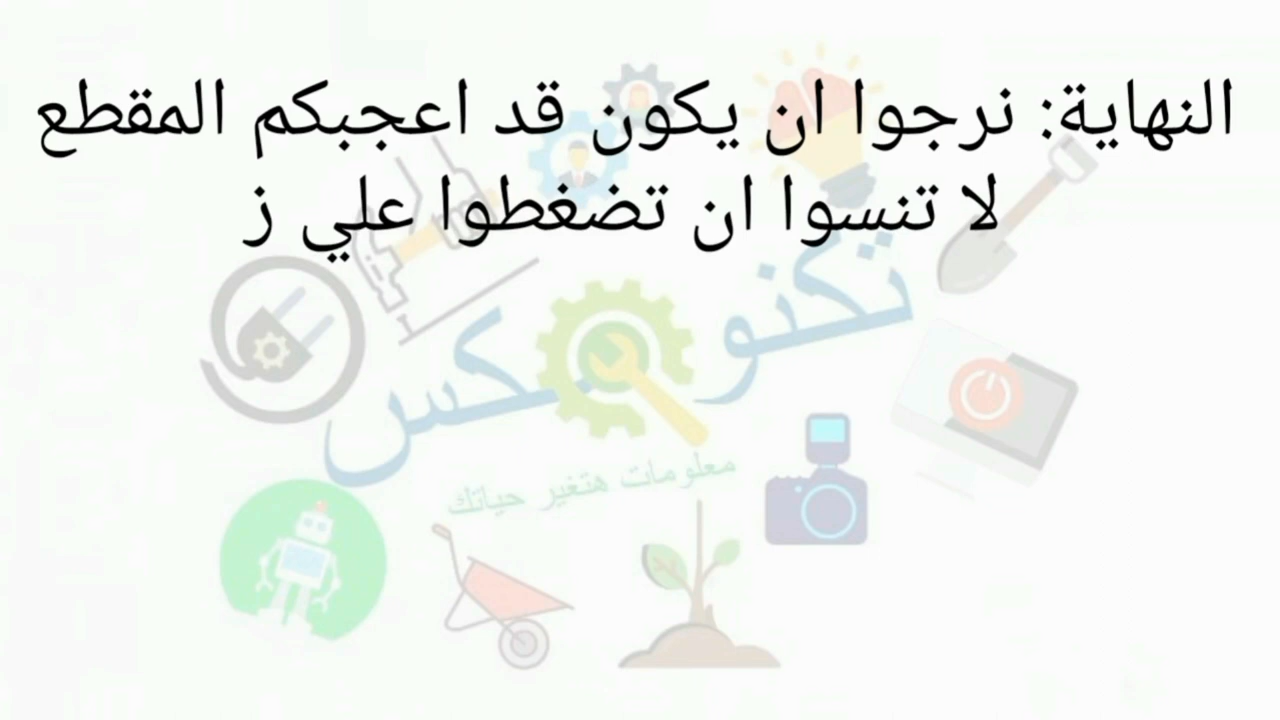 النهاية: نرجوا ان يكون قد اعجبكم المقطع
لا تنسوا ان تضغطوا علي ز
تكنو كس
معلومات هتغير حياتك